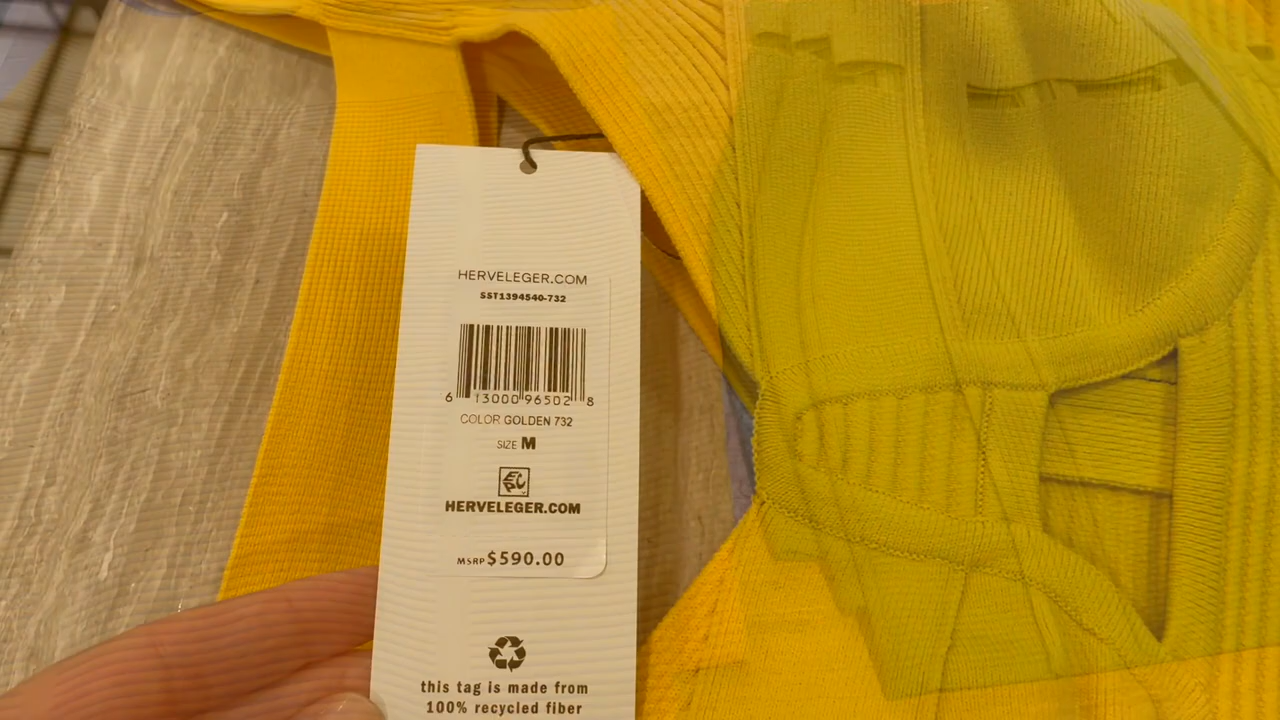 HERVELEGER.COM
SST1394540-732
6 13000 96502 8
COLOR GOLDEN 732
SIZE M
HERVELEGER.COM
MSRP $590.00
this tag is made from
100% recycled fiber